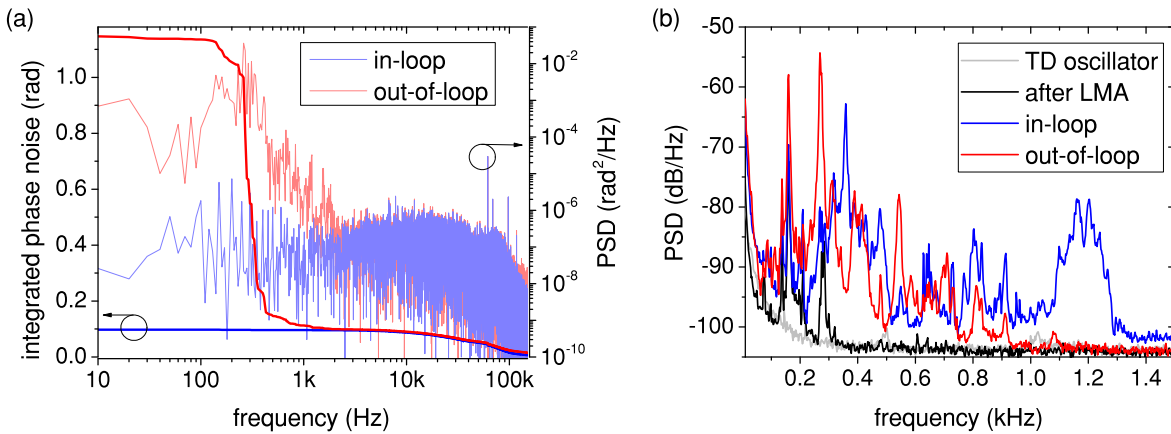 (a)
integrated phase noise (rad)
1.0
0.8
0.6
0.4
0.2
0.0
in-loop
out-of-loop
10^-2
10^-4
10^-6
10^-8
10^-10
PSD (rad^2/Hz)
10 100 1k 10k 100k
frequency (Hz)
(b)
PSD (dB/Hz)
-50
-60
-70
-80
-90
-100
TD oscillator
after LMA
in-loop
out-of-loop
0.2 0.4 0.6 0.8 1.0 1.2 1.4
frequency (kHz)